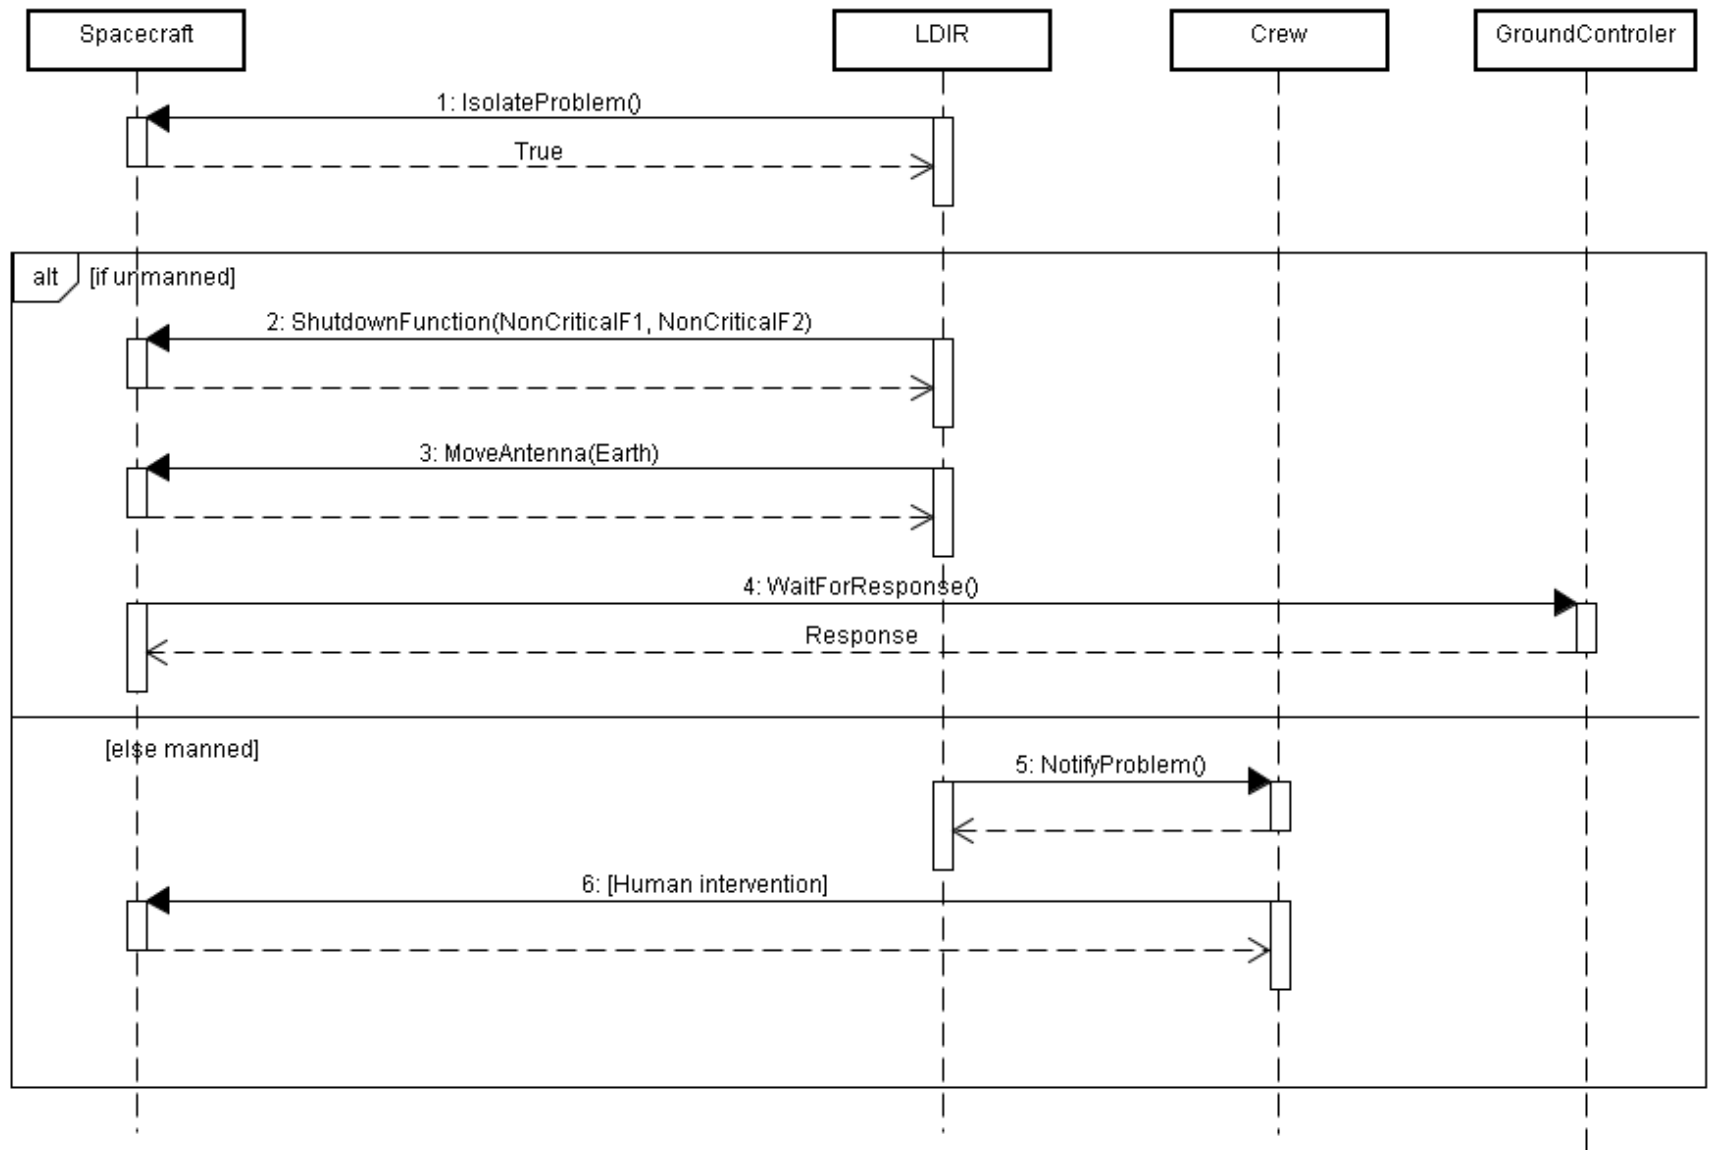 Spacecraft
LDIR
Crew
GroundControler
1: IsolateProblem()
True
alt
[if unmanned]
2: ShutdownFunction(NonCriticalF1, NonCriticalF2)
3: MoveAntenna(Earth)
4: WaitForResponse()
Response
[else manned]
5: NotifyProblem()
6: [Human intervention]